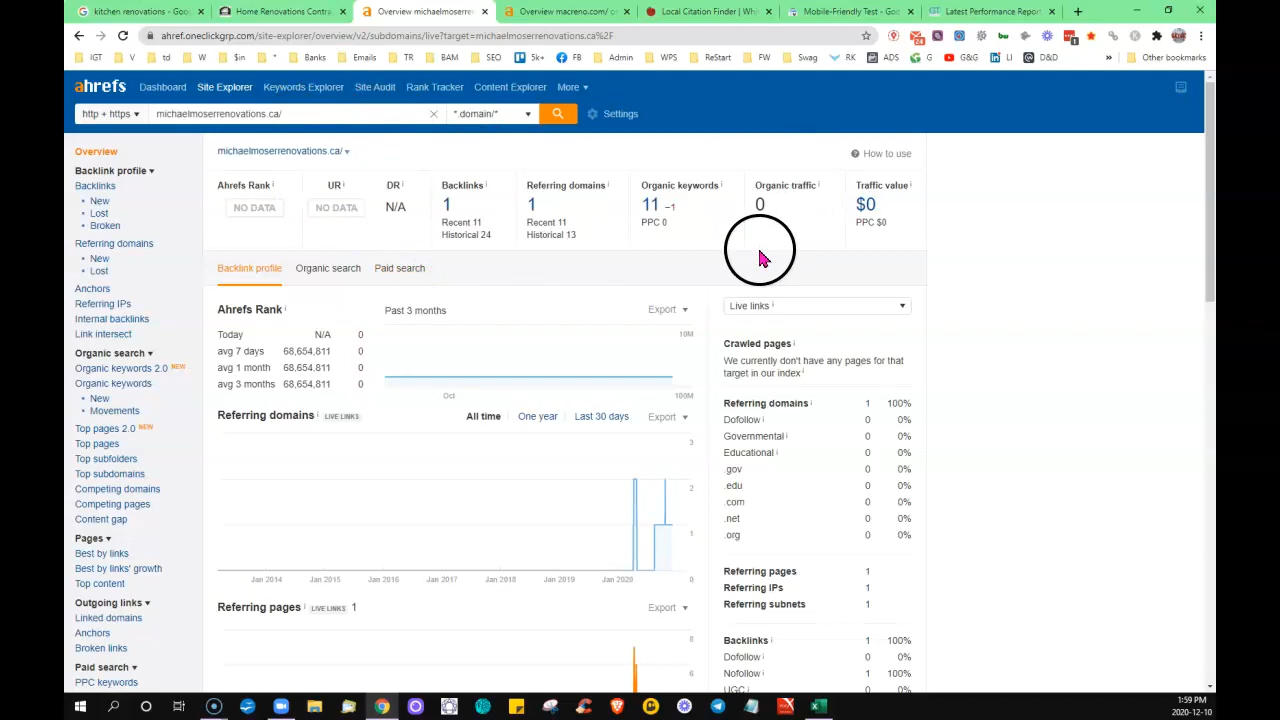 kitchen renovations - Goog
Home Renovations Contra
Overview michaelmoserre
Overview macreno.com/ o
Local Citation Finder | Whi
Mobile-Friendly Test - Goo
Latest Performance Report
ahref.oneclickgrp.com/site-explorer/overview/v2/subdomains/live?target=michaelmoserrenovations.ca%2F
IGT V td W $in * Banks Emails TR BAM SEO 5k+ FB Admin WPS ReStart FW Swag RK ADS G G&G LI D&D » Other bookmarks
ahrefs Dashboard Site Explorer Keywords Explorer Site Audit Rank Tracker Content Explorer More
http + https michaelmoserrenovations.ca/ *.domain/* Settings
michaelmoserrenovations.ca/ How to use
Overview
Backlink profile
Backlinks
New
Lost
Broken
Referring domains
New
Lost
Anchors
Referring IPs
Internal backlinks
Link intersect
Organic search
Organic keywords 2.0 NEW
Organic keywords
New
Movements
Top pages 2.0 NEW
Top pages
Top subfolders
Top subdomains
Competing domains
Competing pages
Content gap
Pages
Best by links
Best by links' growth
Top content
Outgoing links
Linked domains
Anchors
Broken links
Paid search
PPC keywords
Ahrefs Rank UR DR Backlinks Referring domains Organic keywords Organic traffic Traffic value
NO DATA NO DATA N/A 1 1 11 –1 0 $0
Recent 11 Recent 11 PPC 0 PPC $0
Historical 24 Historical 13
Backlink profile Organic search Paid search
Ahrefs Rank Past 3 months Export
Today N/A 0
avg 7 days 68,654,811 0
avg 1 month 68,654,811 0
avg 3 months 68,654,811 0
10M
Oct 100M
Referring domains LIVE LINKS All time One year Last 30 days Export
3
2
1
0
Jan 2014 Jan 2015 Jan 2016 Jan 2017 Jan 2018 Jan 2019 Jan 2020
Referring pages LIVE LINKS 1 Export
8
6
Live links
Crawled pages
We currently don't have any pages for that
target in our index
Referring domains 1 100%
Dofollow 0 0%
Governmental 0 0%
Educational 0 0%
.gov 0 0%
.edu 0 0%
.com 0 0%
.net 0 0%
.org 0 0%
Referring pages 1
Referring IPs 1
Referring subnets 1
Backlinks 1 100%
Dofollow 0 0%
Nofollow 1 100%
UGC 0 0%
1:59 PM
2020-12-10